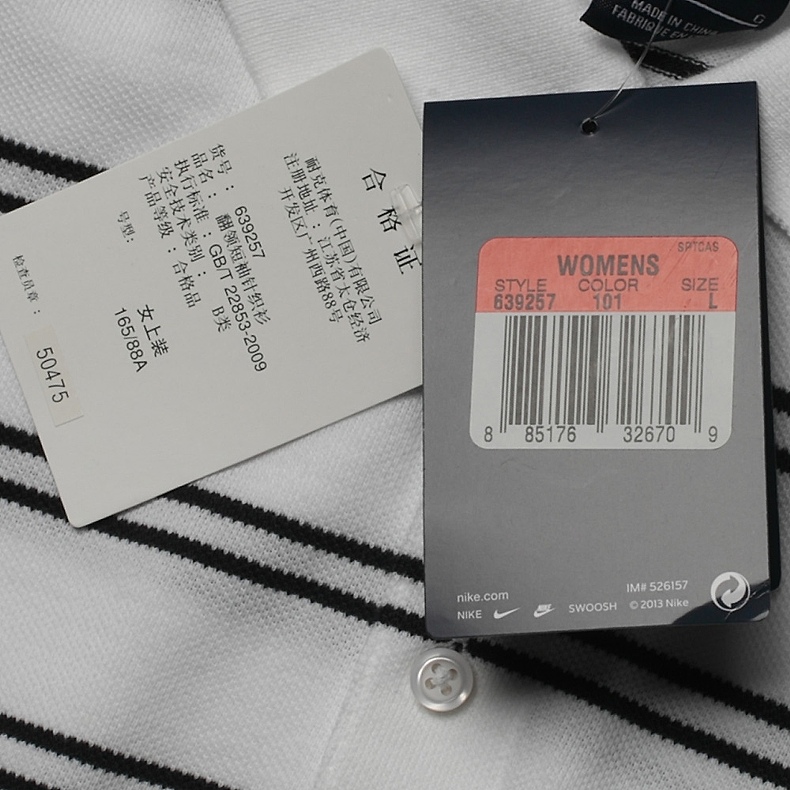 MADE IN CHINA
合格证
耐克体育(中国)有限公司
注册地址：江苏省太仓经济
开发区广州西路88号
货号：639257
品名：翻领短袖针织衫
执行标准：GB/T 22853-2009
安全技术类别：B类
产品等级：合格品
号型：
女上装
165/88A
检查员章：
50475
SPTCAS
WOMENS
STYLE COLOR SIZE
639257 101 L
8 85176 32670 9
nike.com
IM# 526157
NIKE SWOOSH © 2013 Nike